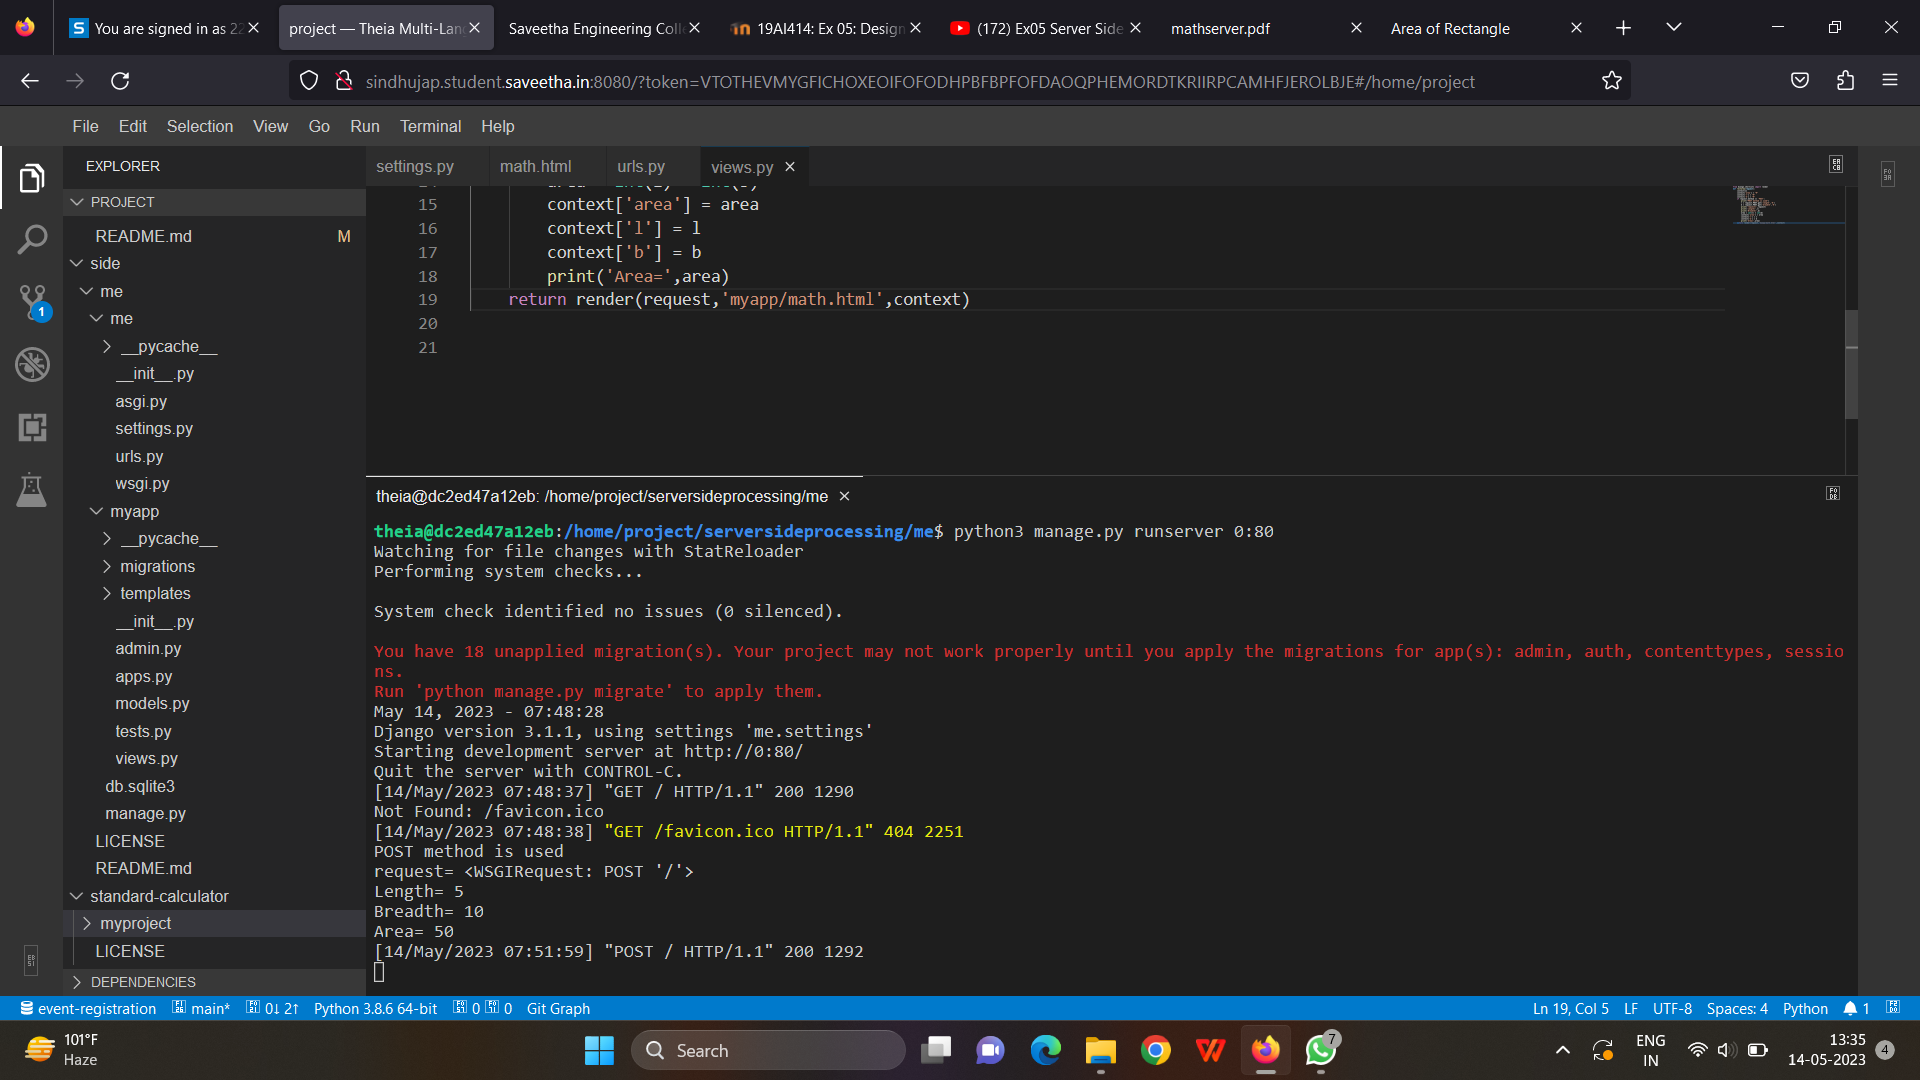 You are signed in as 22
project — Theia Multi-Lan
Saveetha Engineering Colle
19AI414: Ex 05: Design
(172) Ex05 Server Side
mathserver.pdf
Area of Rectangle
sindhujap.student.saveetha.in:8080/?token=VTOTHEVMYGFICHOXEOIFOFODHPBFBPFOFDAOQPHEMORDTKRIIRPCAMHFJEROLBJE#/home/project
File Edit Selection View Go Run Terminal Help
EXPLORER
PROJECT
README.md M
side
me
me
__pycache__
__init__.py
asgi.py
settings.py
urls.py
wsgi.py
myapp
__pycache__
migrations
templates
__init__.py
admin.py
apps.py
models.py
tests.py
views.py
db.sqlite3
manage.py
LICENSE
README.md
standard-calculator
myproject
LICENSE
DEPENDENCIES
1
settings.py math.html urls.py views.py
15 context['area'] = area
16 context['l'] = l
17 context['b'] = b
18 print('Area=',area)
19 return render(request,'myapp/math.html',context)
20
21
theia@dc2ed47a12eb: /home/project/serversideprocessing/me
theia@dc2ed47a12eb:/home/project/serversideprocessing/me$ python3 manage.py runserver 0:80
Watching for file changes with StatReloader
Performing system checks...
System check identified no issues (0 silenced).
You have 18 unapplied migration(s). Your project may not work properly until you apply the migrations for app(s): admin, auth, contenttypes, sessio
ns.
Run 'python manage.py migrate' to apply them.
May 14, 2023 - 07:48:28
Django version 3.1.1, using settings 'me.settings'
Starting development server at http://0:80/
Quit the server with CONTROL-C.
[14/May/2023 07:48:37] "GET / HTTP/1.1" 200 1290
Not Found: /favicon.ico
[14/May/2023 07:48:38] "GET /favicon.ico HTTP/1.1" 404 2251
POST method is used
request= <WSGIRequest: POST '/'>
Length= 5
Breadth= 10
Area= 50
[14/May/2023 07:51:59] "POST / HTTP/1.1" 200 1292
event-registration main* 0↓ 2↑ Python 3.8.6 64-bit 0 0 Git Graph
Ln 19, Col 5 LF UTF-8 Spaces: 4 Python 1
101°F
Haze
Search
7
ENG
IN
13:35
14-05-2023
4